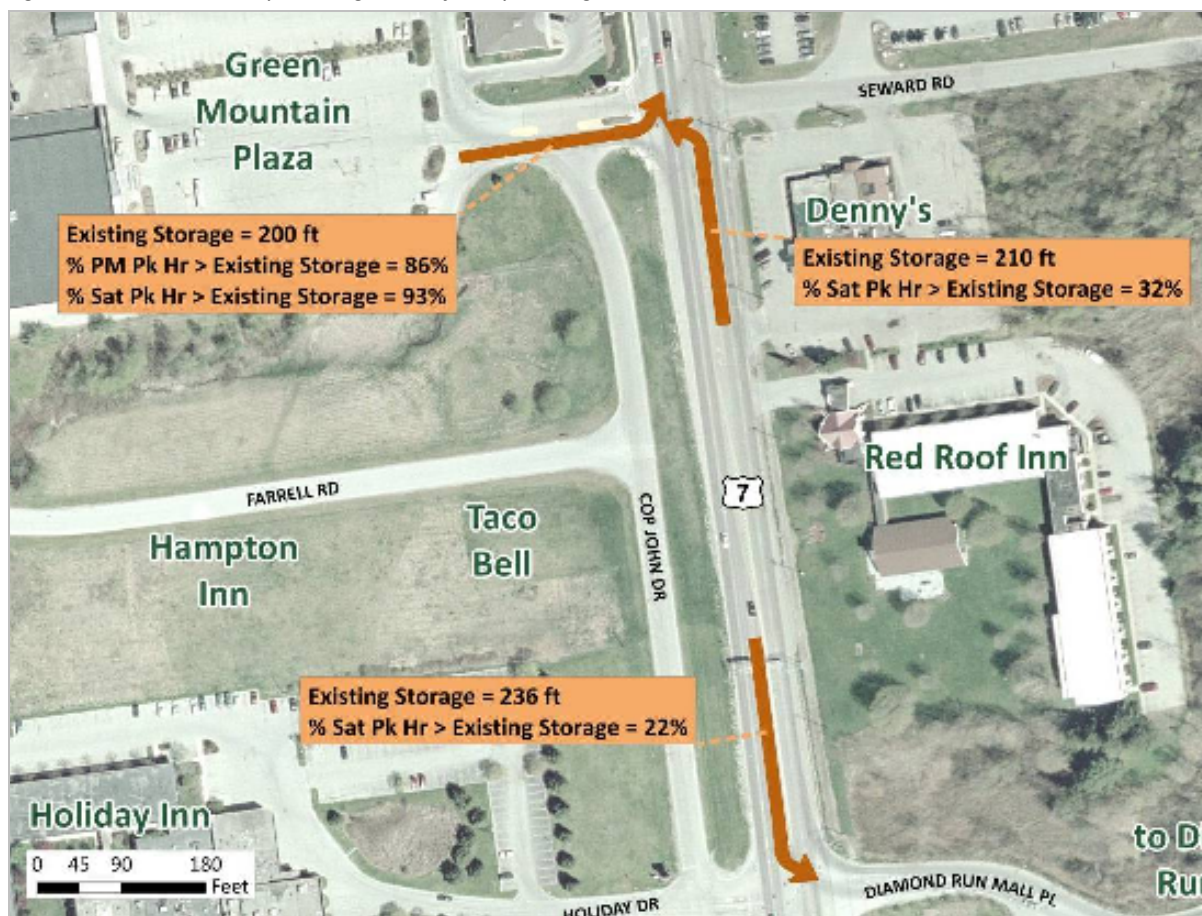 Green
Mountain
Plaza
SEWARD RD
Denny's
Existing Storage = 200 ft
% PM Pk Hr > Existing Storage = 86%
% Sat Pk Hr > Existing Storage = 93%
Existing Storage = 210 ft
% Sat Pk Hr > Existing Storage = 32%
Red Roof Inn
7
FARRELL RD
COP JOHN DR
Taco
Bell
Hampton
Inn
Existing Storage = 236 ft
% Sat Pk Hr > Existing Storage = 22%
Holiday Inn
0 45 90 180
Feet
to D
Ru
DIAMOND RUN MALL PL
HOLIDAY DR